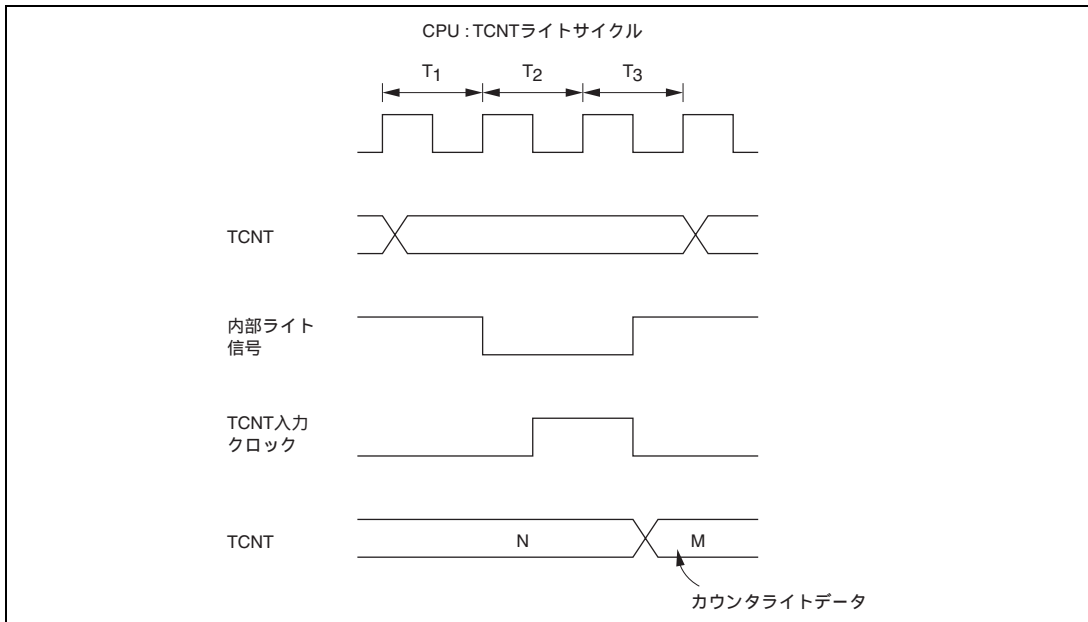 CPU : TCNTライトサイクル
T1 T2 T3
TCNT
内部ライト
信号
TCNT入力
クロック
TCNT N M
カウンタライトデータ